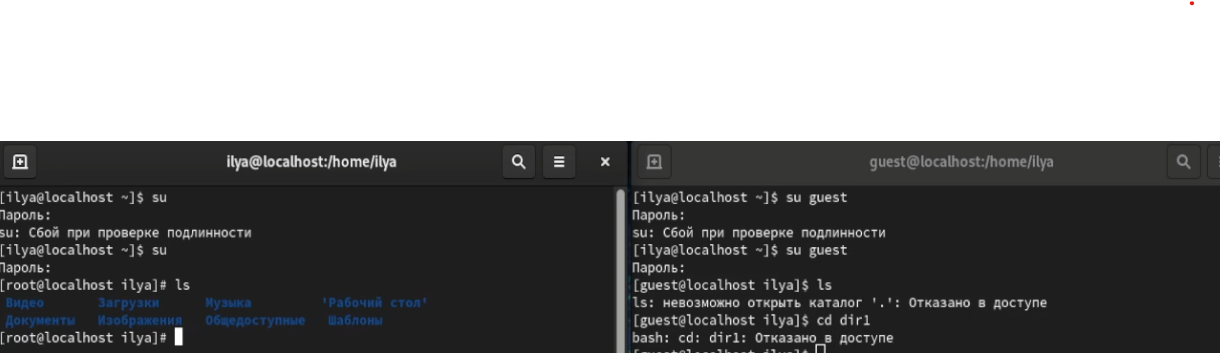 ilya@localhost:/home/ilya
[ilya@localhost ~]$ su
Пароль:
su: Сбой при проверке подлинности
[ilya@localhost ~]$ su
Пароль:
[root@localhost ilya]# ls
Видео Загрузки Музыка 'Рабочий стол'
Документы Изображения Общедоступные Шаблоны
[root@localhost ilya]#
guest@localhost:/home/ilya
[ilya@localhost ~]$ su guest
Пароль:
su: Сбой при проверке подлинности
[ilya@localhost ~]$ su guest
Пароль:
[guest@localhost ilya]$ ls
ls: невозможно открыть каталог '.': Отказано в доступе
[guest@localhost ilya]$ cd dir1
bash: cd: dir1: Отказано в доступе
[guest@localhost ilya]$